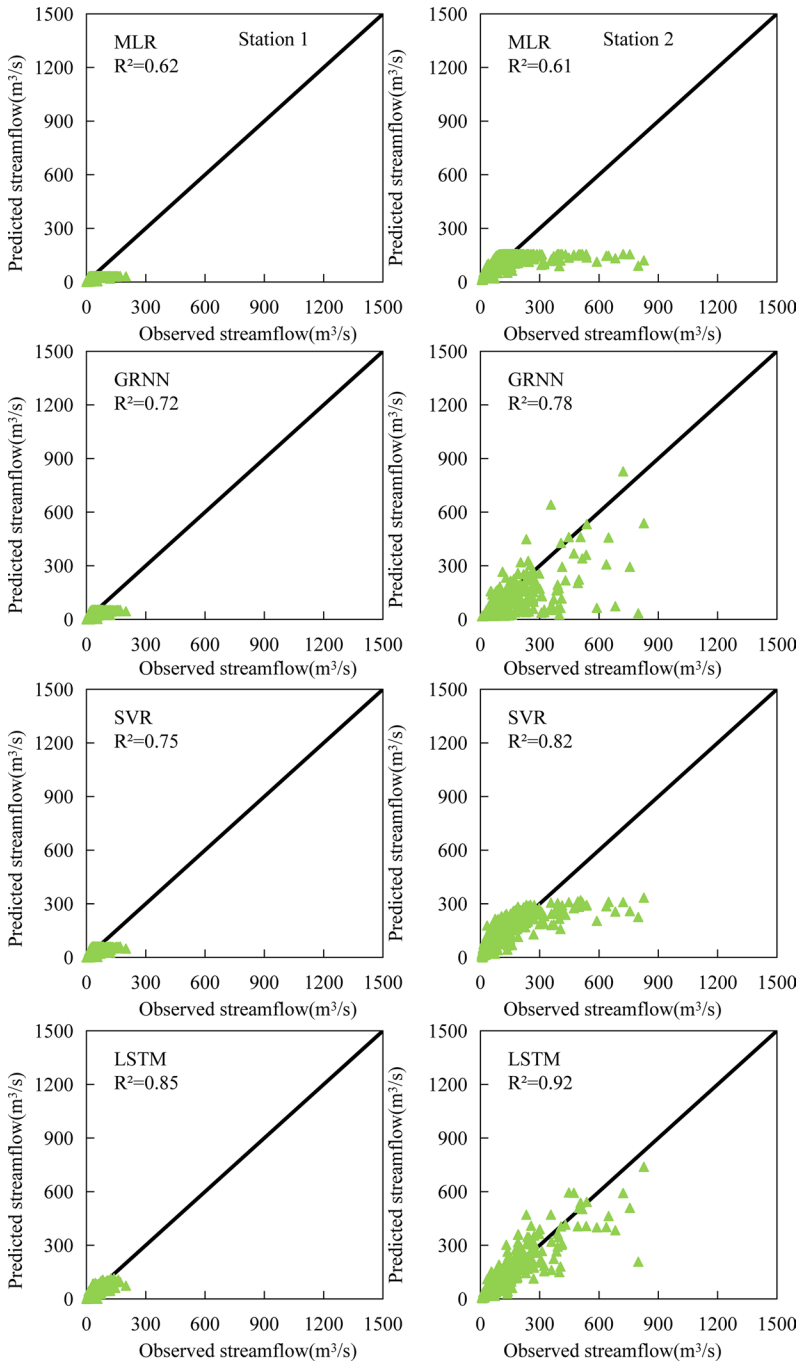 MLR
R²=0.62
Station 1
Predicted streamflow(m³/s)
1500
1200
900
600
300
0
0 300 600 900 1200 1500
Observed streamflow(m³/s)
MLR
R²=0.61
Station 2
Predicted streamflow(m³/s)
1500
1200
900
600
300
0
0 300 600 900 1200 1500
Observed streamflow(m³/s)
GRNN
R²=0.72
Predicted streamflow(m³/s)
1500
1200
900
600
300
0
0 300 600 900 1200 1500
Observed streamflow(m³/s)
GRNN
R²=0.78
Predicted streamflow(m³/s)
1500
1200
900
600
300
0
0 300 600 900 1200 1500
Observed streamflow(m³/s)
SVR
R²=0.75
Predicted streamflow(m³/s)
1500
1200
900
600
300
0
0 300 600 900 1200 1500
Observed streamflow(m³/s)
SVR
R²=0.82
Predicted streamflow(m³/s)
1500
1200
900
600
300
0
0 300 600 900 1200 1500
Observed streamflow(m³/s)
LSTM
R²=0.85
Predicted streamflow(m³/s)
1500
1200
900
600
300
0
0 300 600 900 1200 1500
Observed streamflow(m³/s)
LSTM
R²=0.92
Predicted streamflow(m³/s)
1500
1200
900
600
300
0
0 300 600 900 1200 1500
Observed streamflow(m³/s)